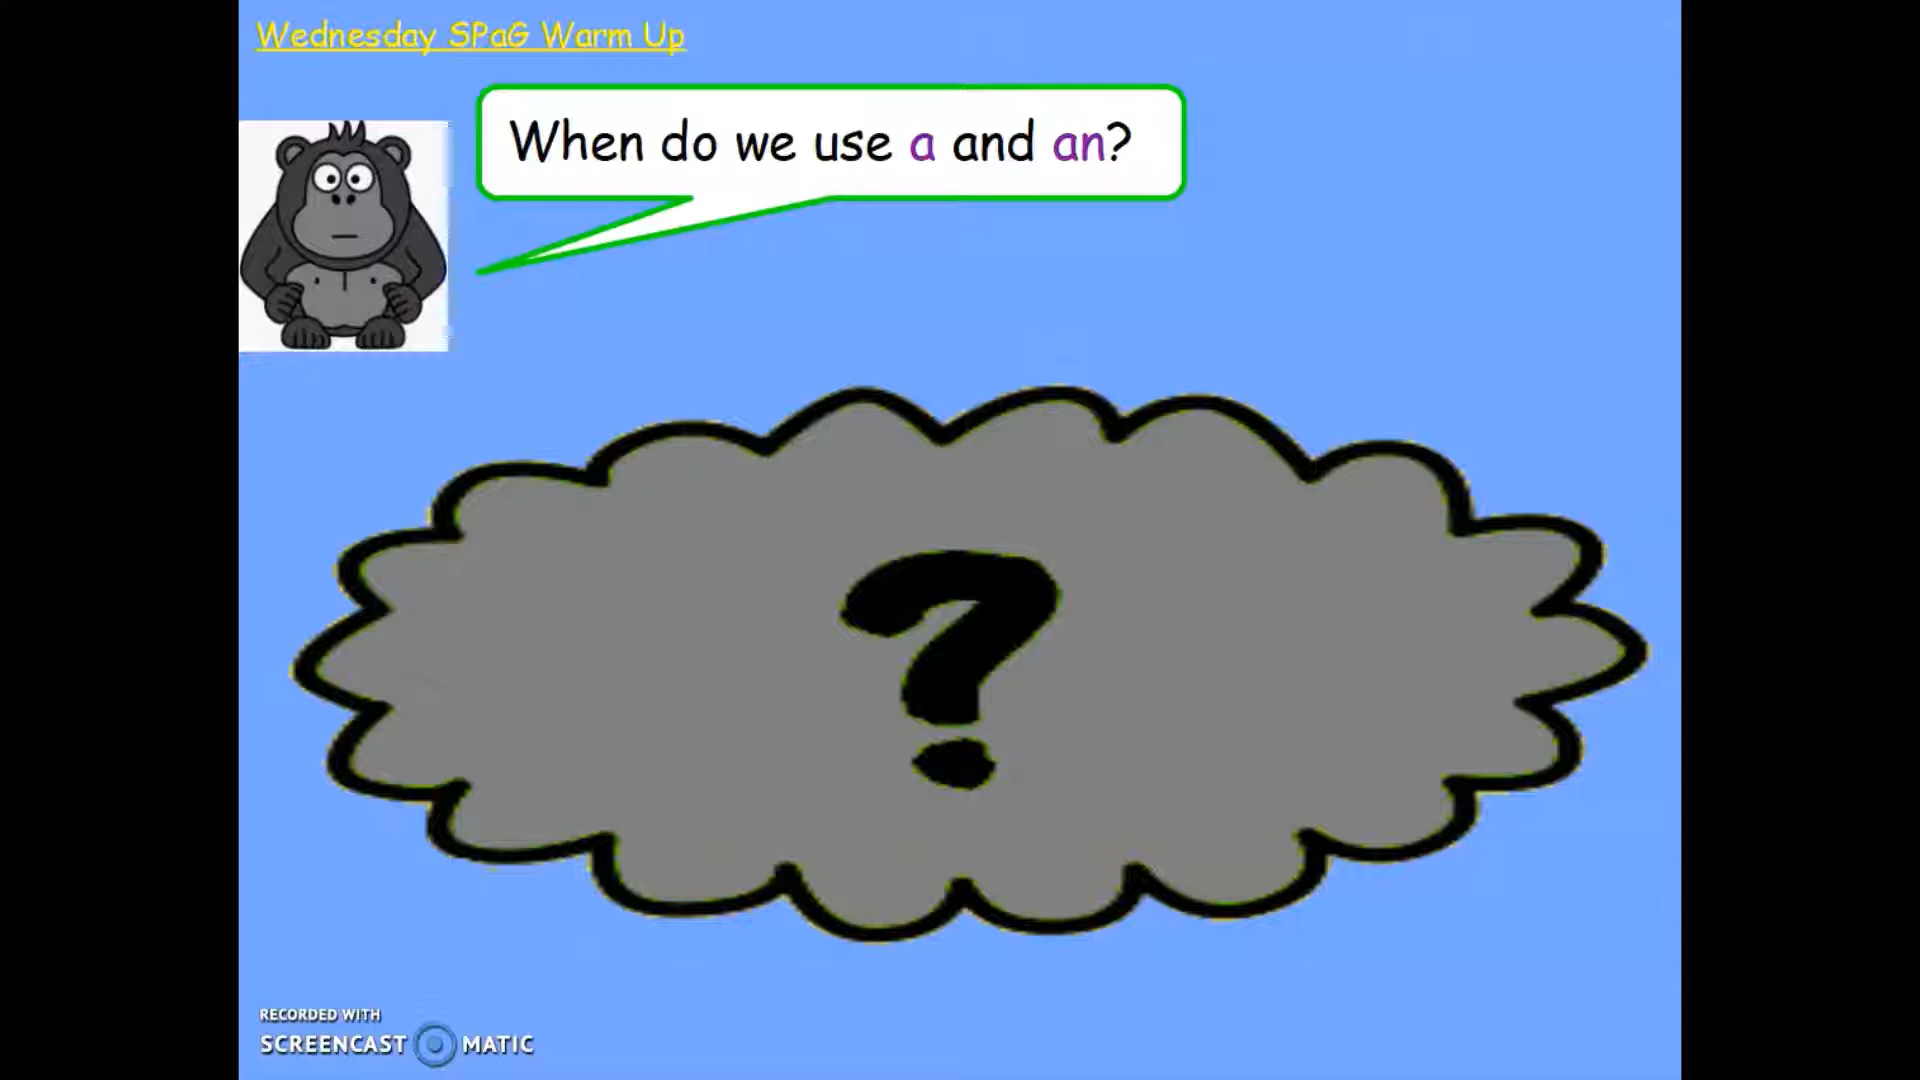 Wednesday SPaG Warm Up
When do we use a and an?
?
RECORDED WITH
SCREENCAST MATIC